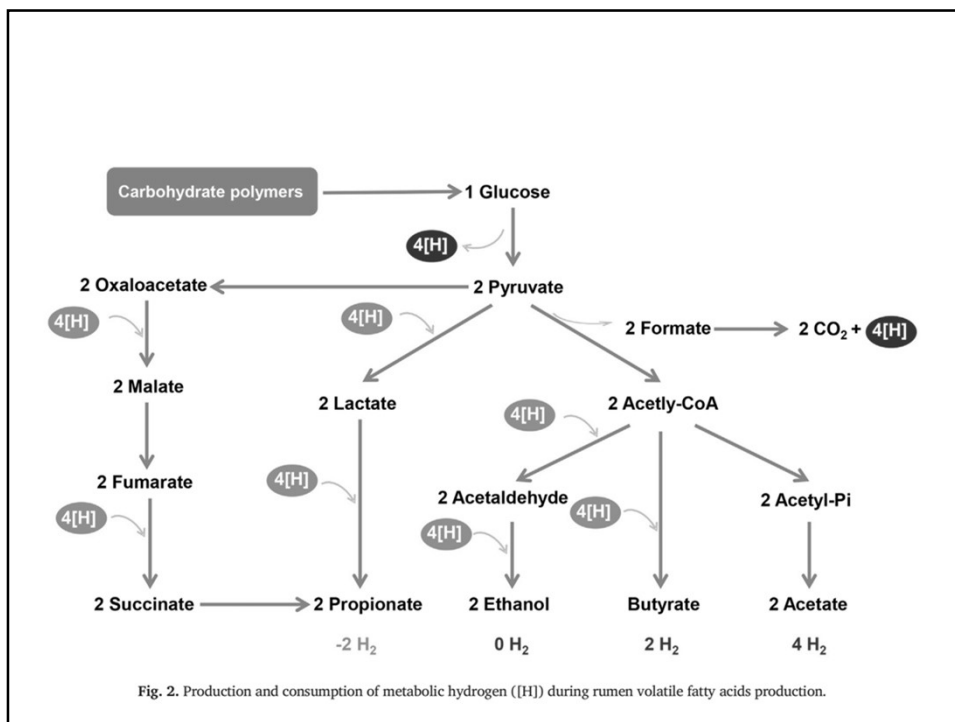 Carbohydrate polymers
1 Glucose
4[H]
2 Oxaloacetate
2 Pyruvate
4[H]
4[H]
2 Formate
2 CO₂ + 4[H]
2 Malate
2 Lactate
4[H]
2 Acetly-CoA
2 Fumarate
4[H]
2 Acetaldehyde
2 Acetyl-Pi
4[H]
4[H]
4[H]
2 Succinate
2 Propionate
2 Ethanol
Butyrate
2 Acetate
-2 H₂
0 H₂
2 H₂
4 H₂
Fig. 2. Production and consumption of metabolic hydrogen ([H]) during rumen volatile fatty acids production.